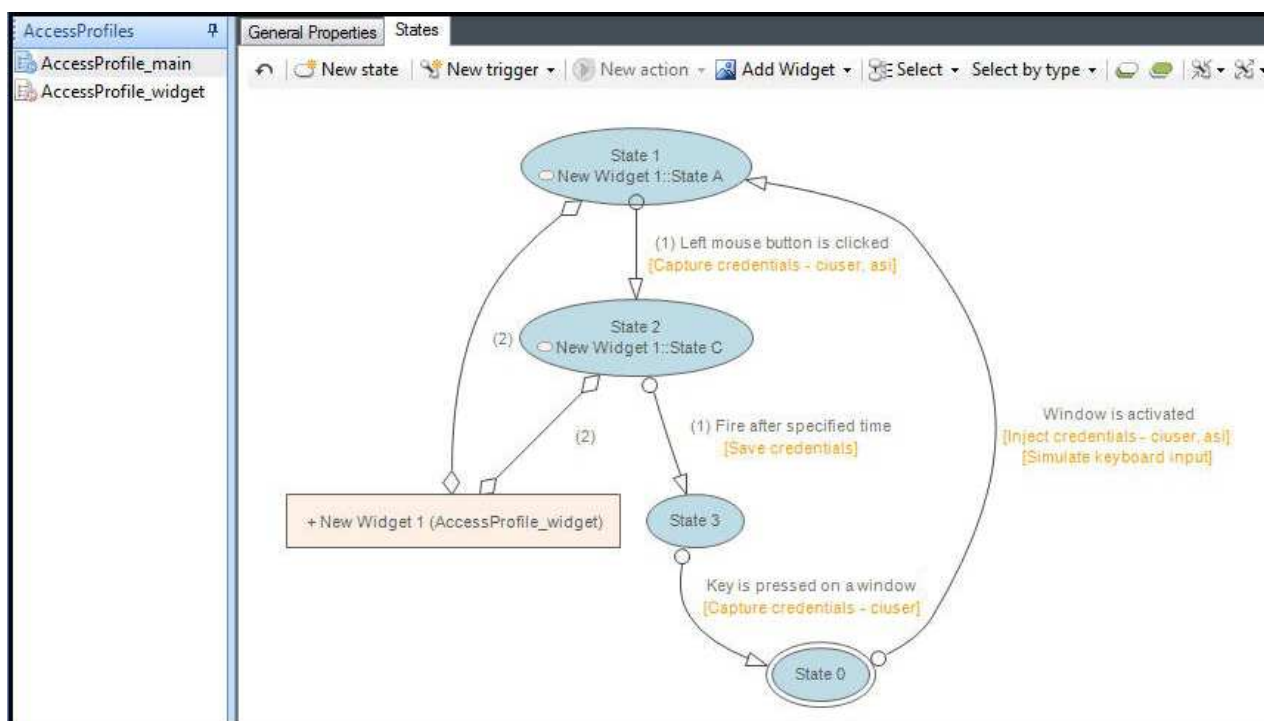 AccessProfiles
General Properties
States
AccessProfile_main
AccessProfile_widget
New state
New trigger
New action
Add Widget
Select
Select by type
State 1
New Widget 1::State A
(1) Left mouse button is clicked
[Capture credentials - ciuser, asi]
State 2
New Widget 1::State C
(2)
(1) Fire after specified time
[Save credentials]
(2)
Window is activated
[Inject credentials - ciuser, asi]
[Simulate keyboard input]
+ New Widget 1 (AccessProfile_widget)
State 3
Key is pressed on a window
[Capture credentials - ciuser]
State 0